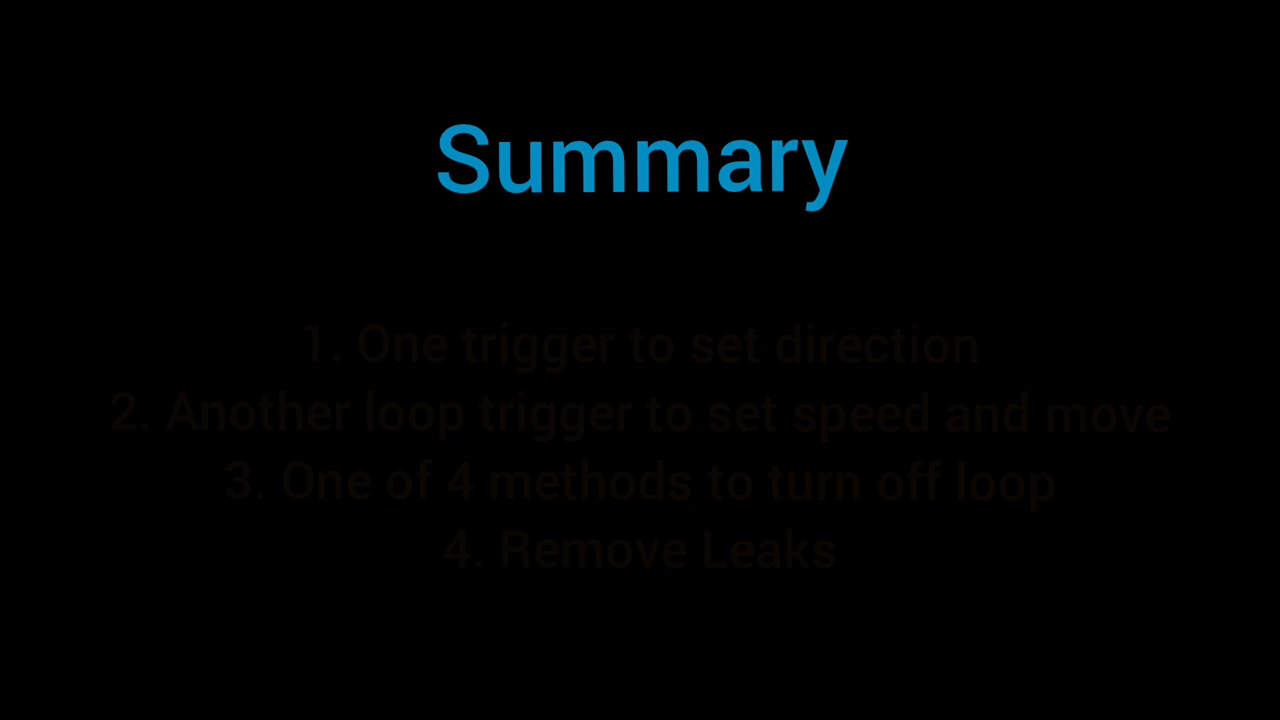 Summary
1. One trigger to set direction
2. Another loop trigger to set speed and move
3. One of 4 methods to turn off loop
4. Remove Leaks